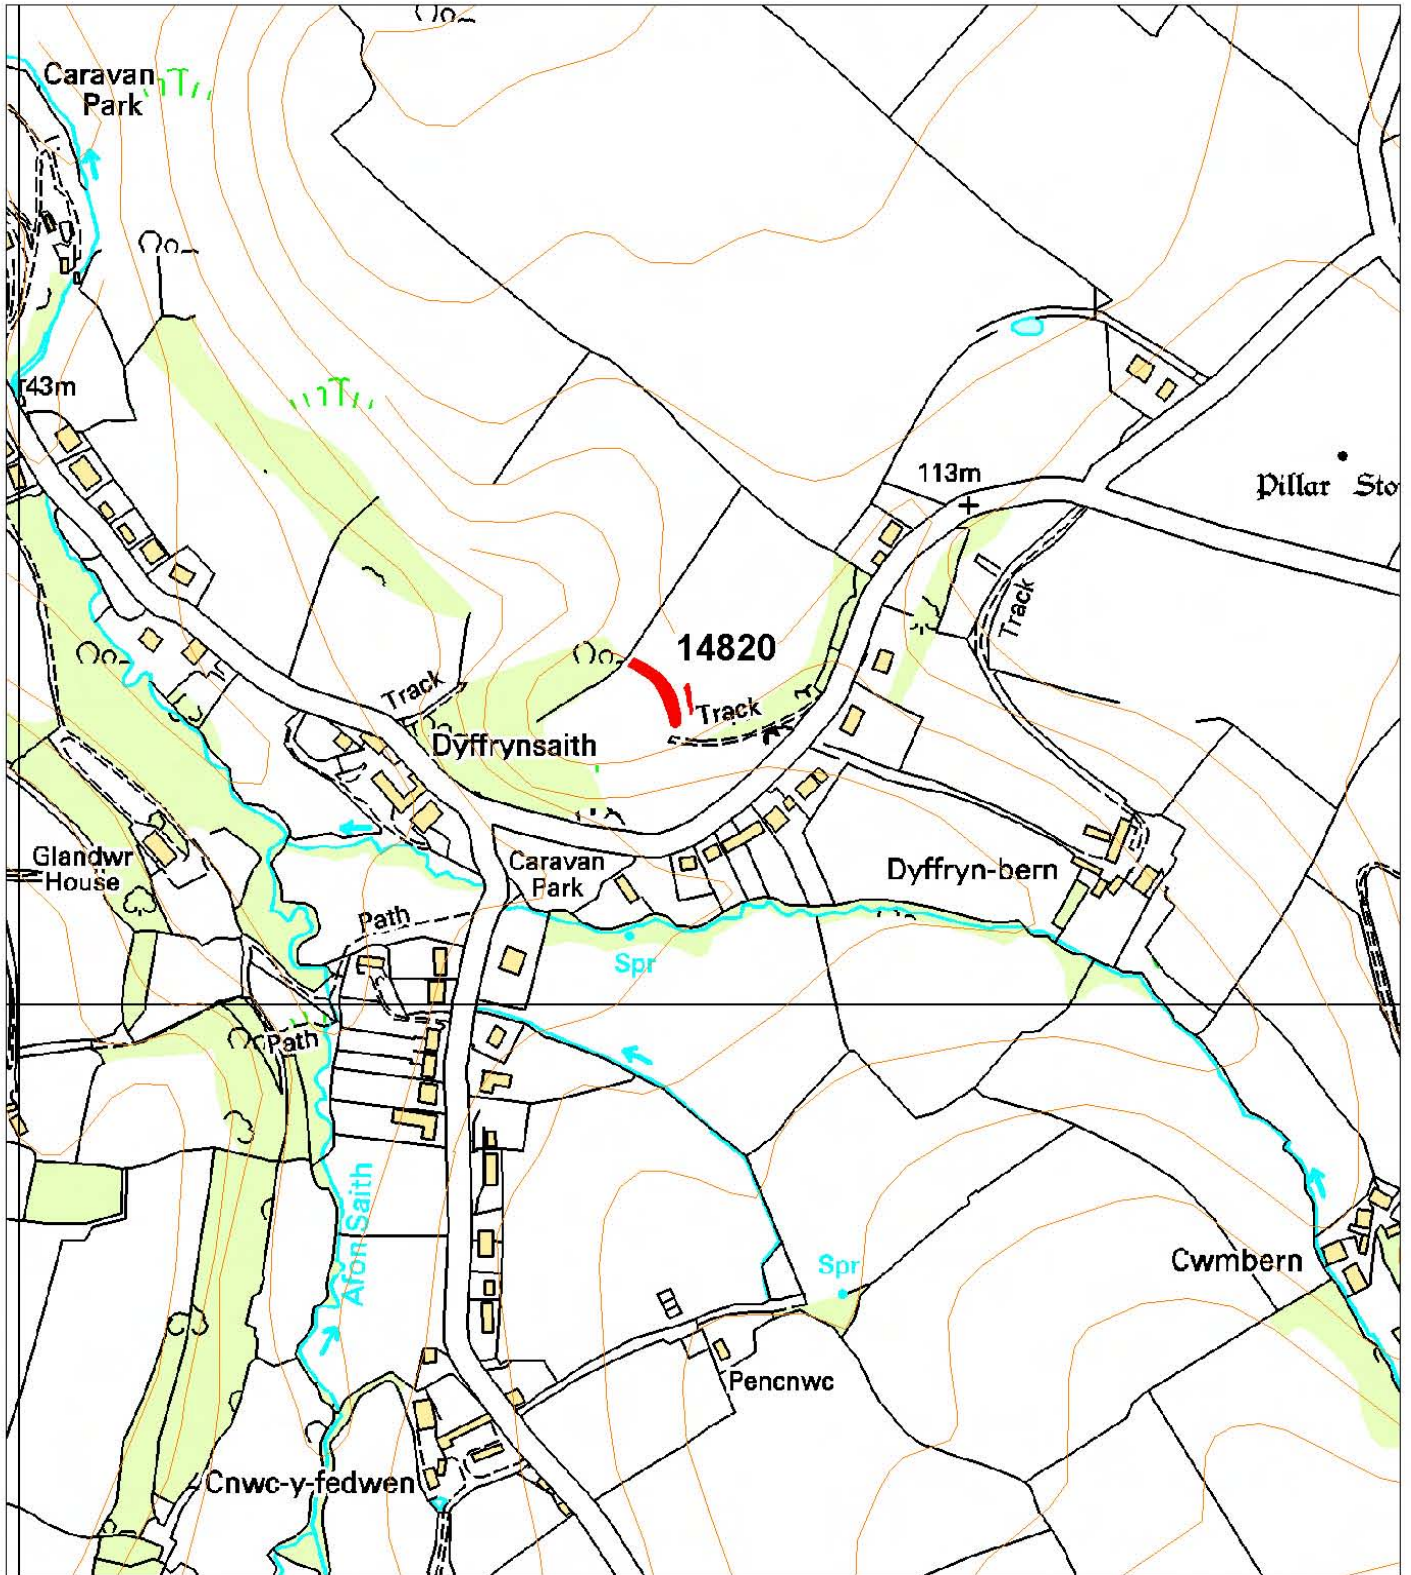 Caravan
Park
43m
113m
Pillar Sto
Track
14820
Track
Track
Dyffrynsaith
Glandwr
House
Caravan
Park
Dyffryn-bern
Path
Spr
Path
Afon Saith
Spr
Cwmbern
Pencnwc
Cnwc-y-fedwen